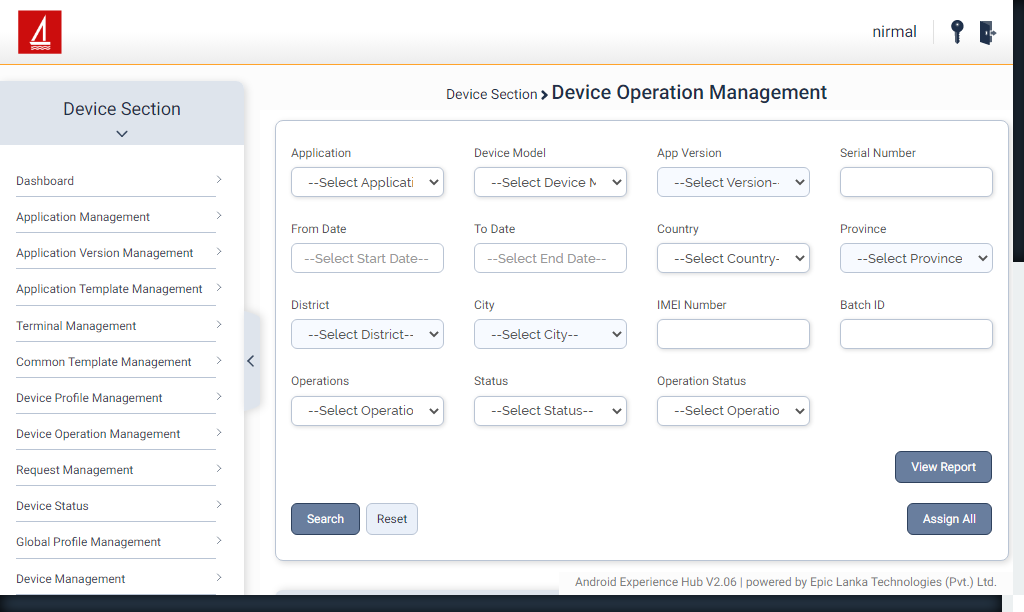 nirmal
Device Section
Dashboard
Application Management
Application Version Management
Application Template Management
Terminal Management
Common Template Management
Device Profile Management
Device Operation Management
Request Management
Device Status
Global Profile Management
Device Management
Device Section Device Operation Management
Application Device Model App Version Serial Number
--Select Applicati --Select Device M --Select Version--
From Date To Date Country Province
--Select Start Date-- --Select End Date-- --Select Country- --Select Province
District City IMEI Number Batch ID
--Select District-- --Select City--
Operations Status Operation Status
--Select Operatio --Select Status-- --Select Operatio
View Report
Search Reset Assign All
Android Experience Hub V2.06 | powered by Epic Lanka Technologies (Pvt.) Ltd.